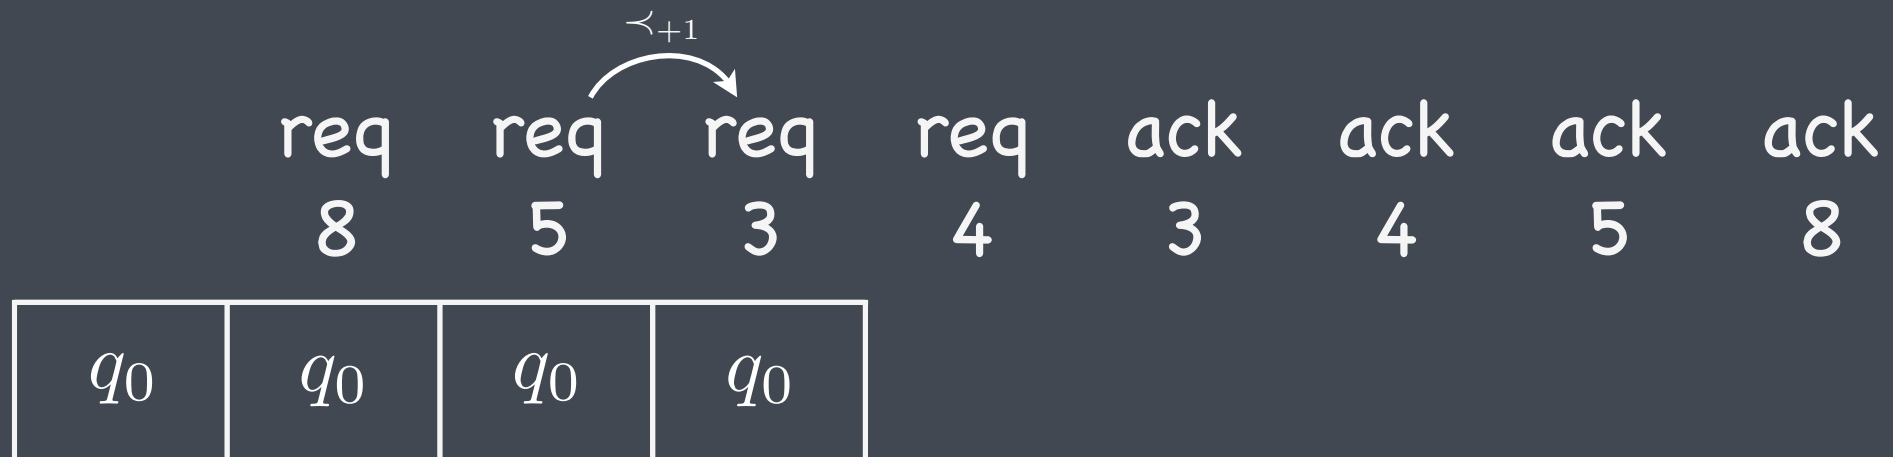 ≺₊₁
req req req req ack ack ack ack
8 5 3 4 3 4 5 8
q₀ q₀ q₀ q₀